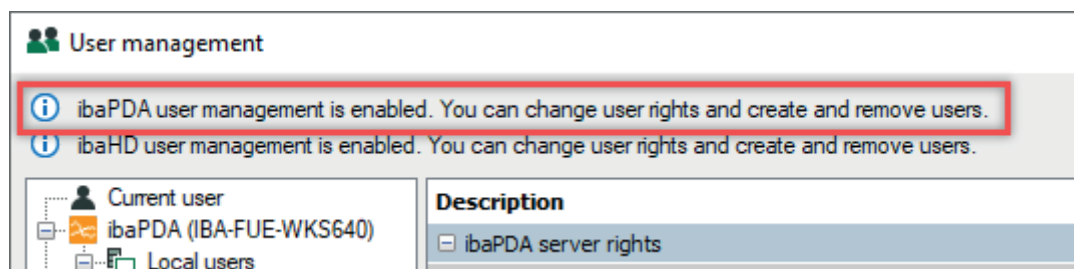 User management
ibaPDA user management is enabled. You can change user rights and create and remove users.
ibaHD user management is enabled. You can change user rights and create and remove users.
Current user
Description
ibaPDA (IBA-FUE-WKS640)
ibaPDA server rights
Local users